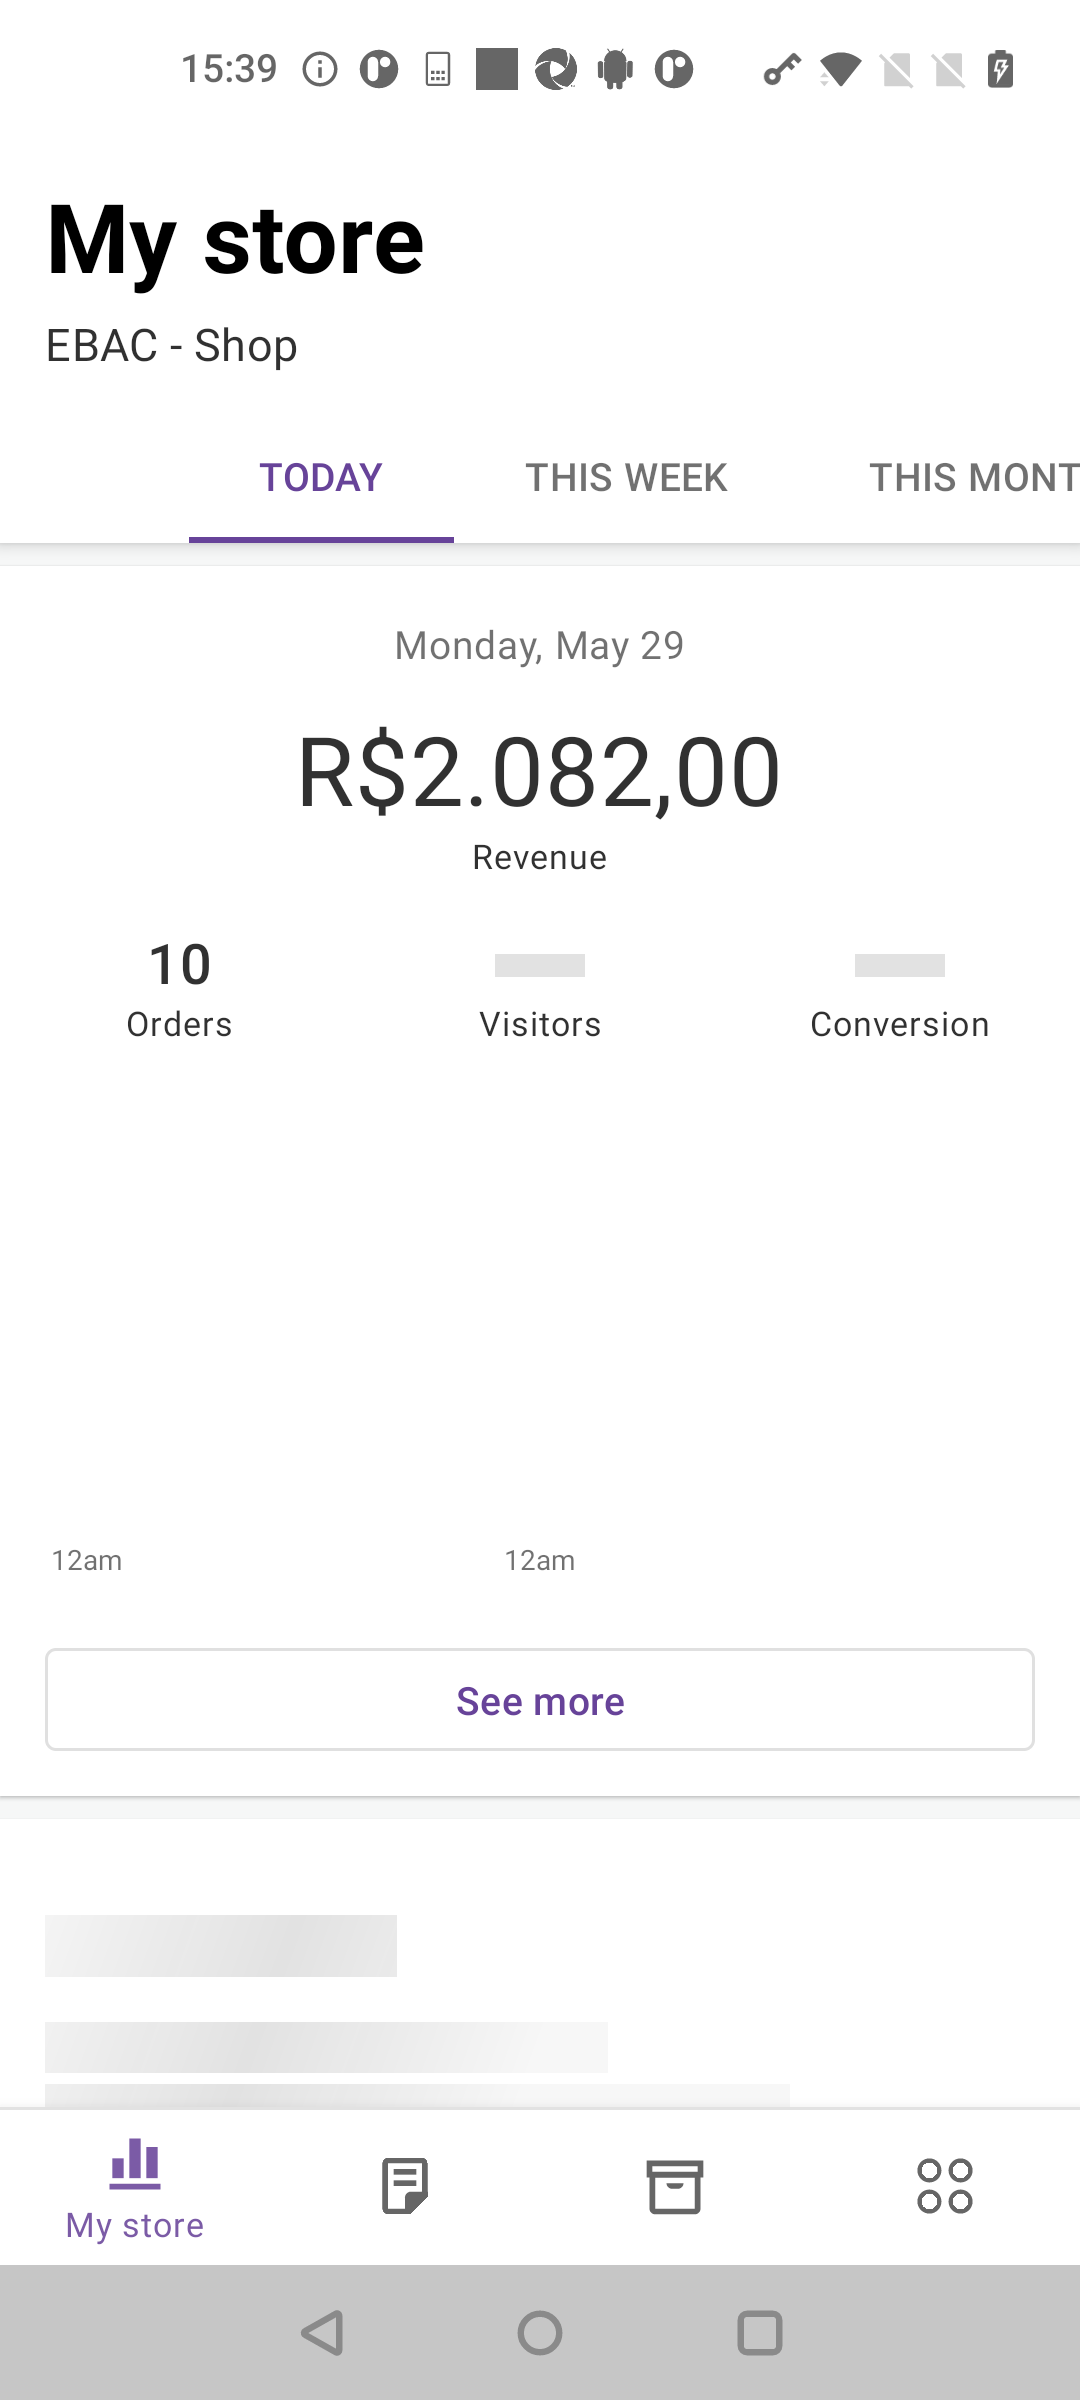 15:39
My store
EBAC - Shop
TODAY THIS WEEK THIS MONT
Monday, May 29
R$2.082,00
Revenue
10
Orders Visitors Conversion
12am 12am
See more
My store